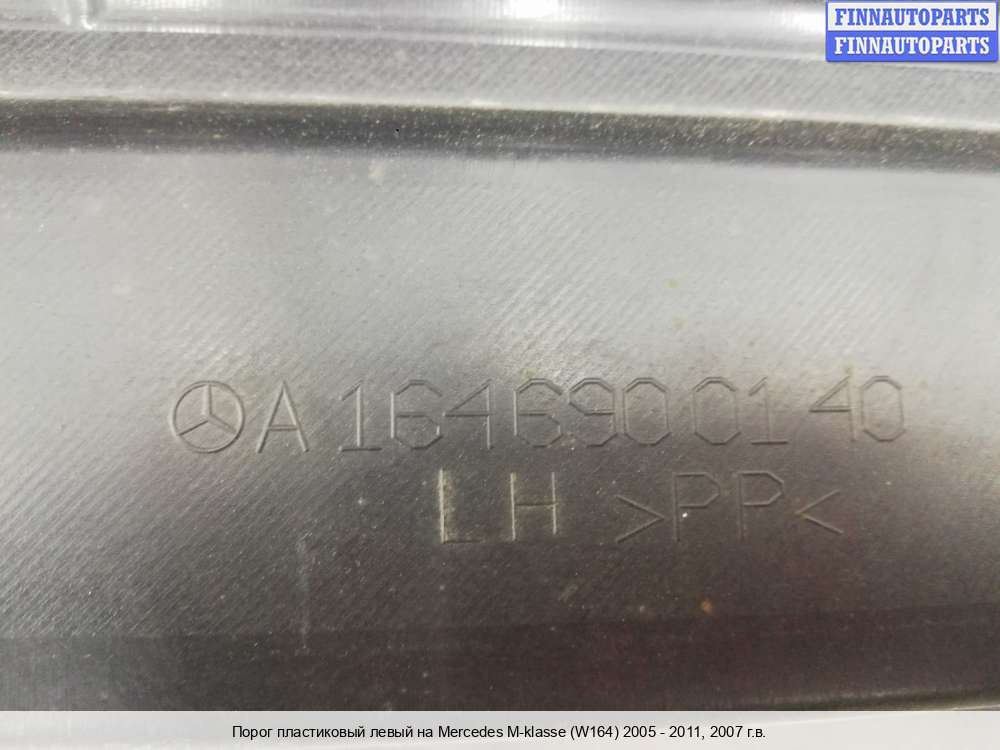 FINNAUTOPARTS
FINNAUTOPARTS
A 164 690 01 40
LH >PP<
Порог пластиковый левый на Mercedes M-klasse (W164) 2005 - 2011, 2007 г.в.